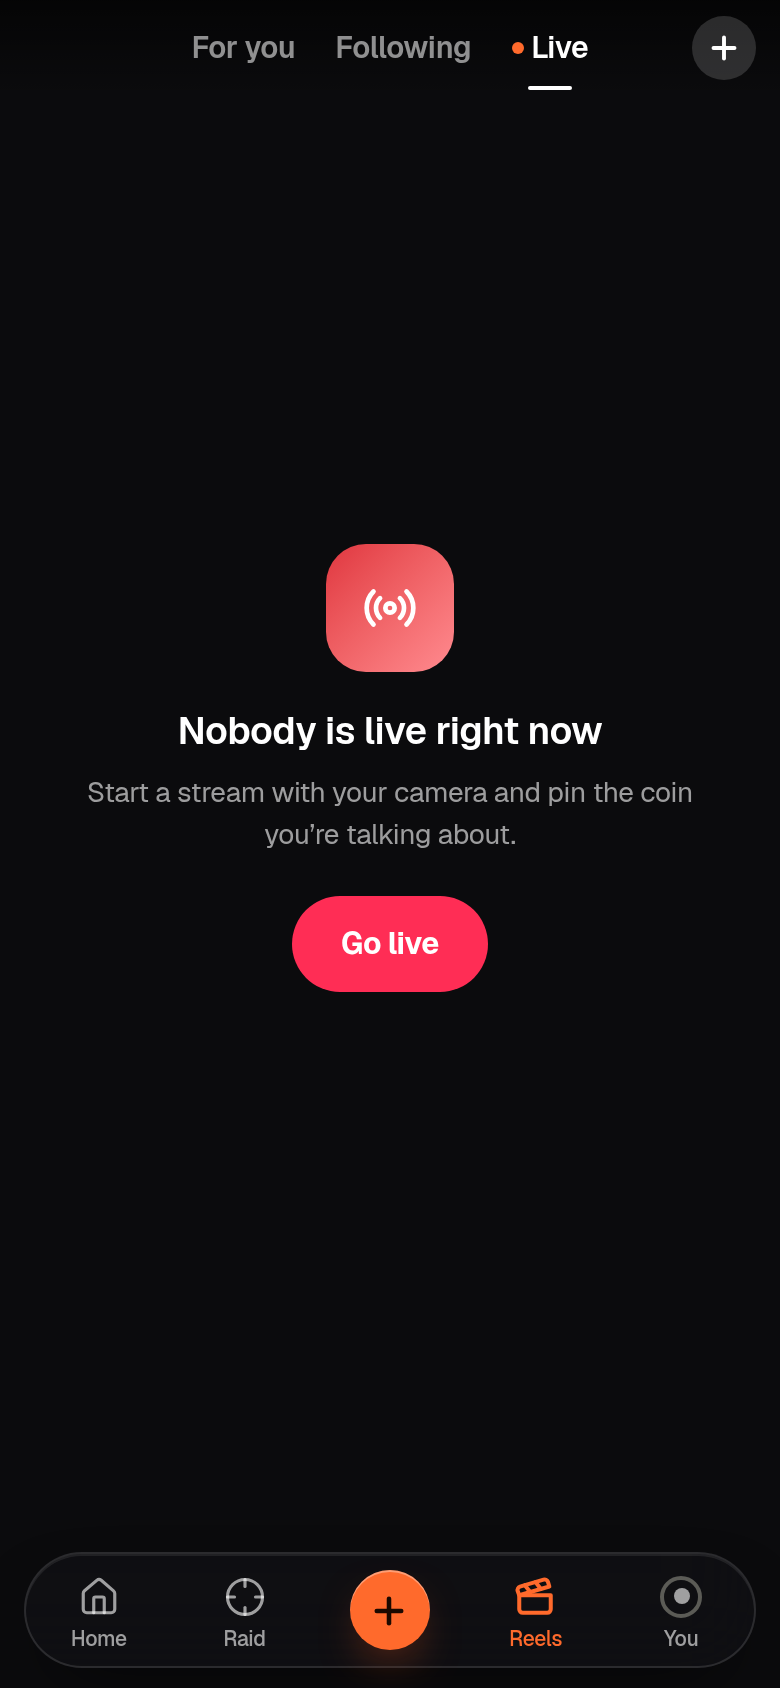 For you
Following
Live
Nobody is live right now
Start a stream with your camera and pin the coin
you’re talking about.
Go live
Home
Raid
Reels
You